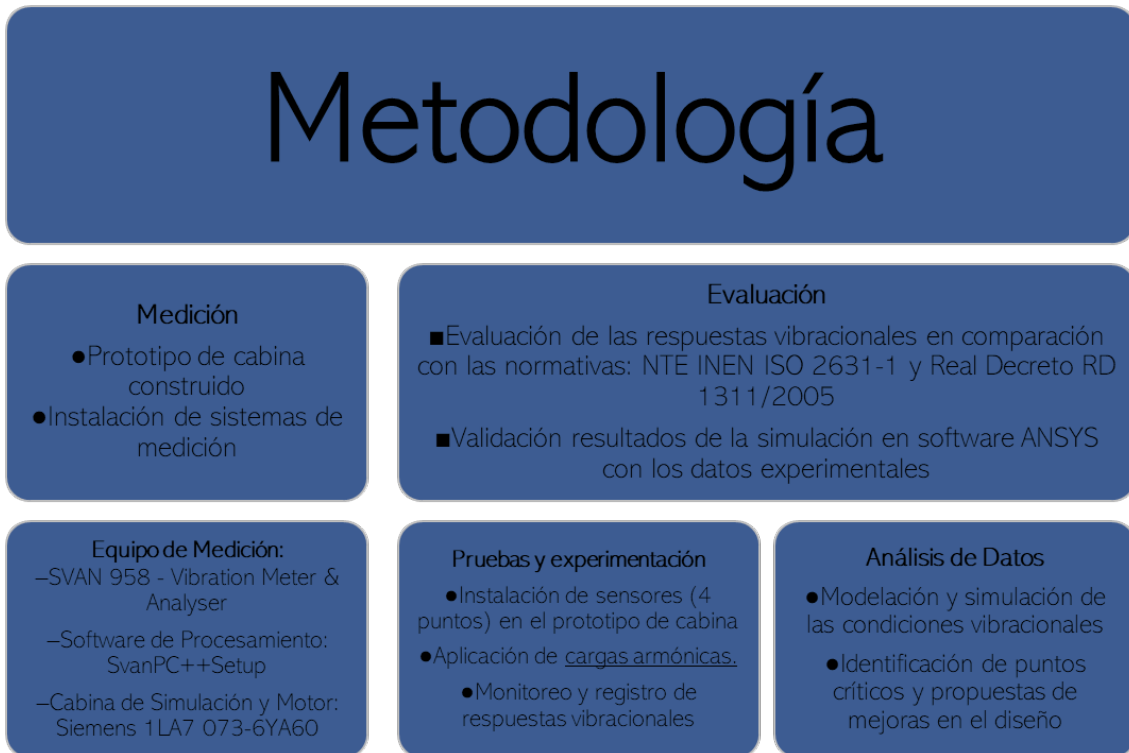 Metodología
Medición
●Prototipo de cabina
construido
●Instalación de sistemas de
medición
Evaluación
■Evaluación de las respuestas vibracionales en comparación
con las normativas: NTE INEN ISO 2631-1 y Real Decreto RD
1311/2005
■Validación resultados de la simulación en software ANSYS
con los datos experimentales
Equipo de Medición:
–SVAN 958 - Vibration Meter &
Analyser
–Software de Procesamiento:
SvanPC++Setup
–Cabina de Simulación y Motor:
Siemens 1LA7 073-6YA60
Pruebas y experimentación
●Instalación de sensores (4
puntos) en el prototipo de cabina
●Aplicación de cargas armónicas.
●Monitoreo y registro de
respuestas vibracionales
Análisis de Datos
●Modelación y simulación de
las condiciones vibracionales
●Identificación de puntos
críticos y propuestas de
mejoras en el diseño